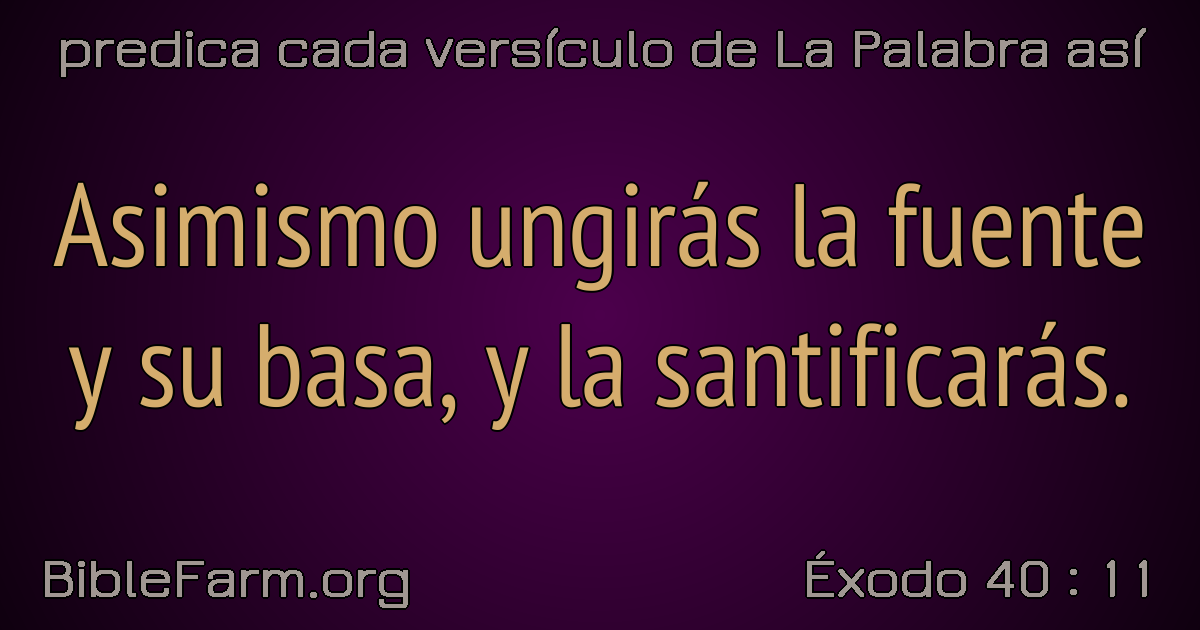 predica cada versículo de La Palabra así
Asimismo ungirás la fuente
y su basa, y la santificarás.
BibleFarm.org
Éxodo 40 : 11